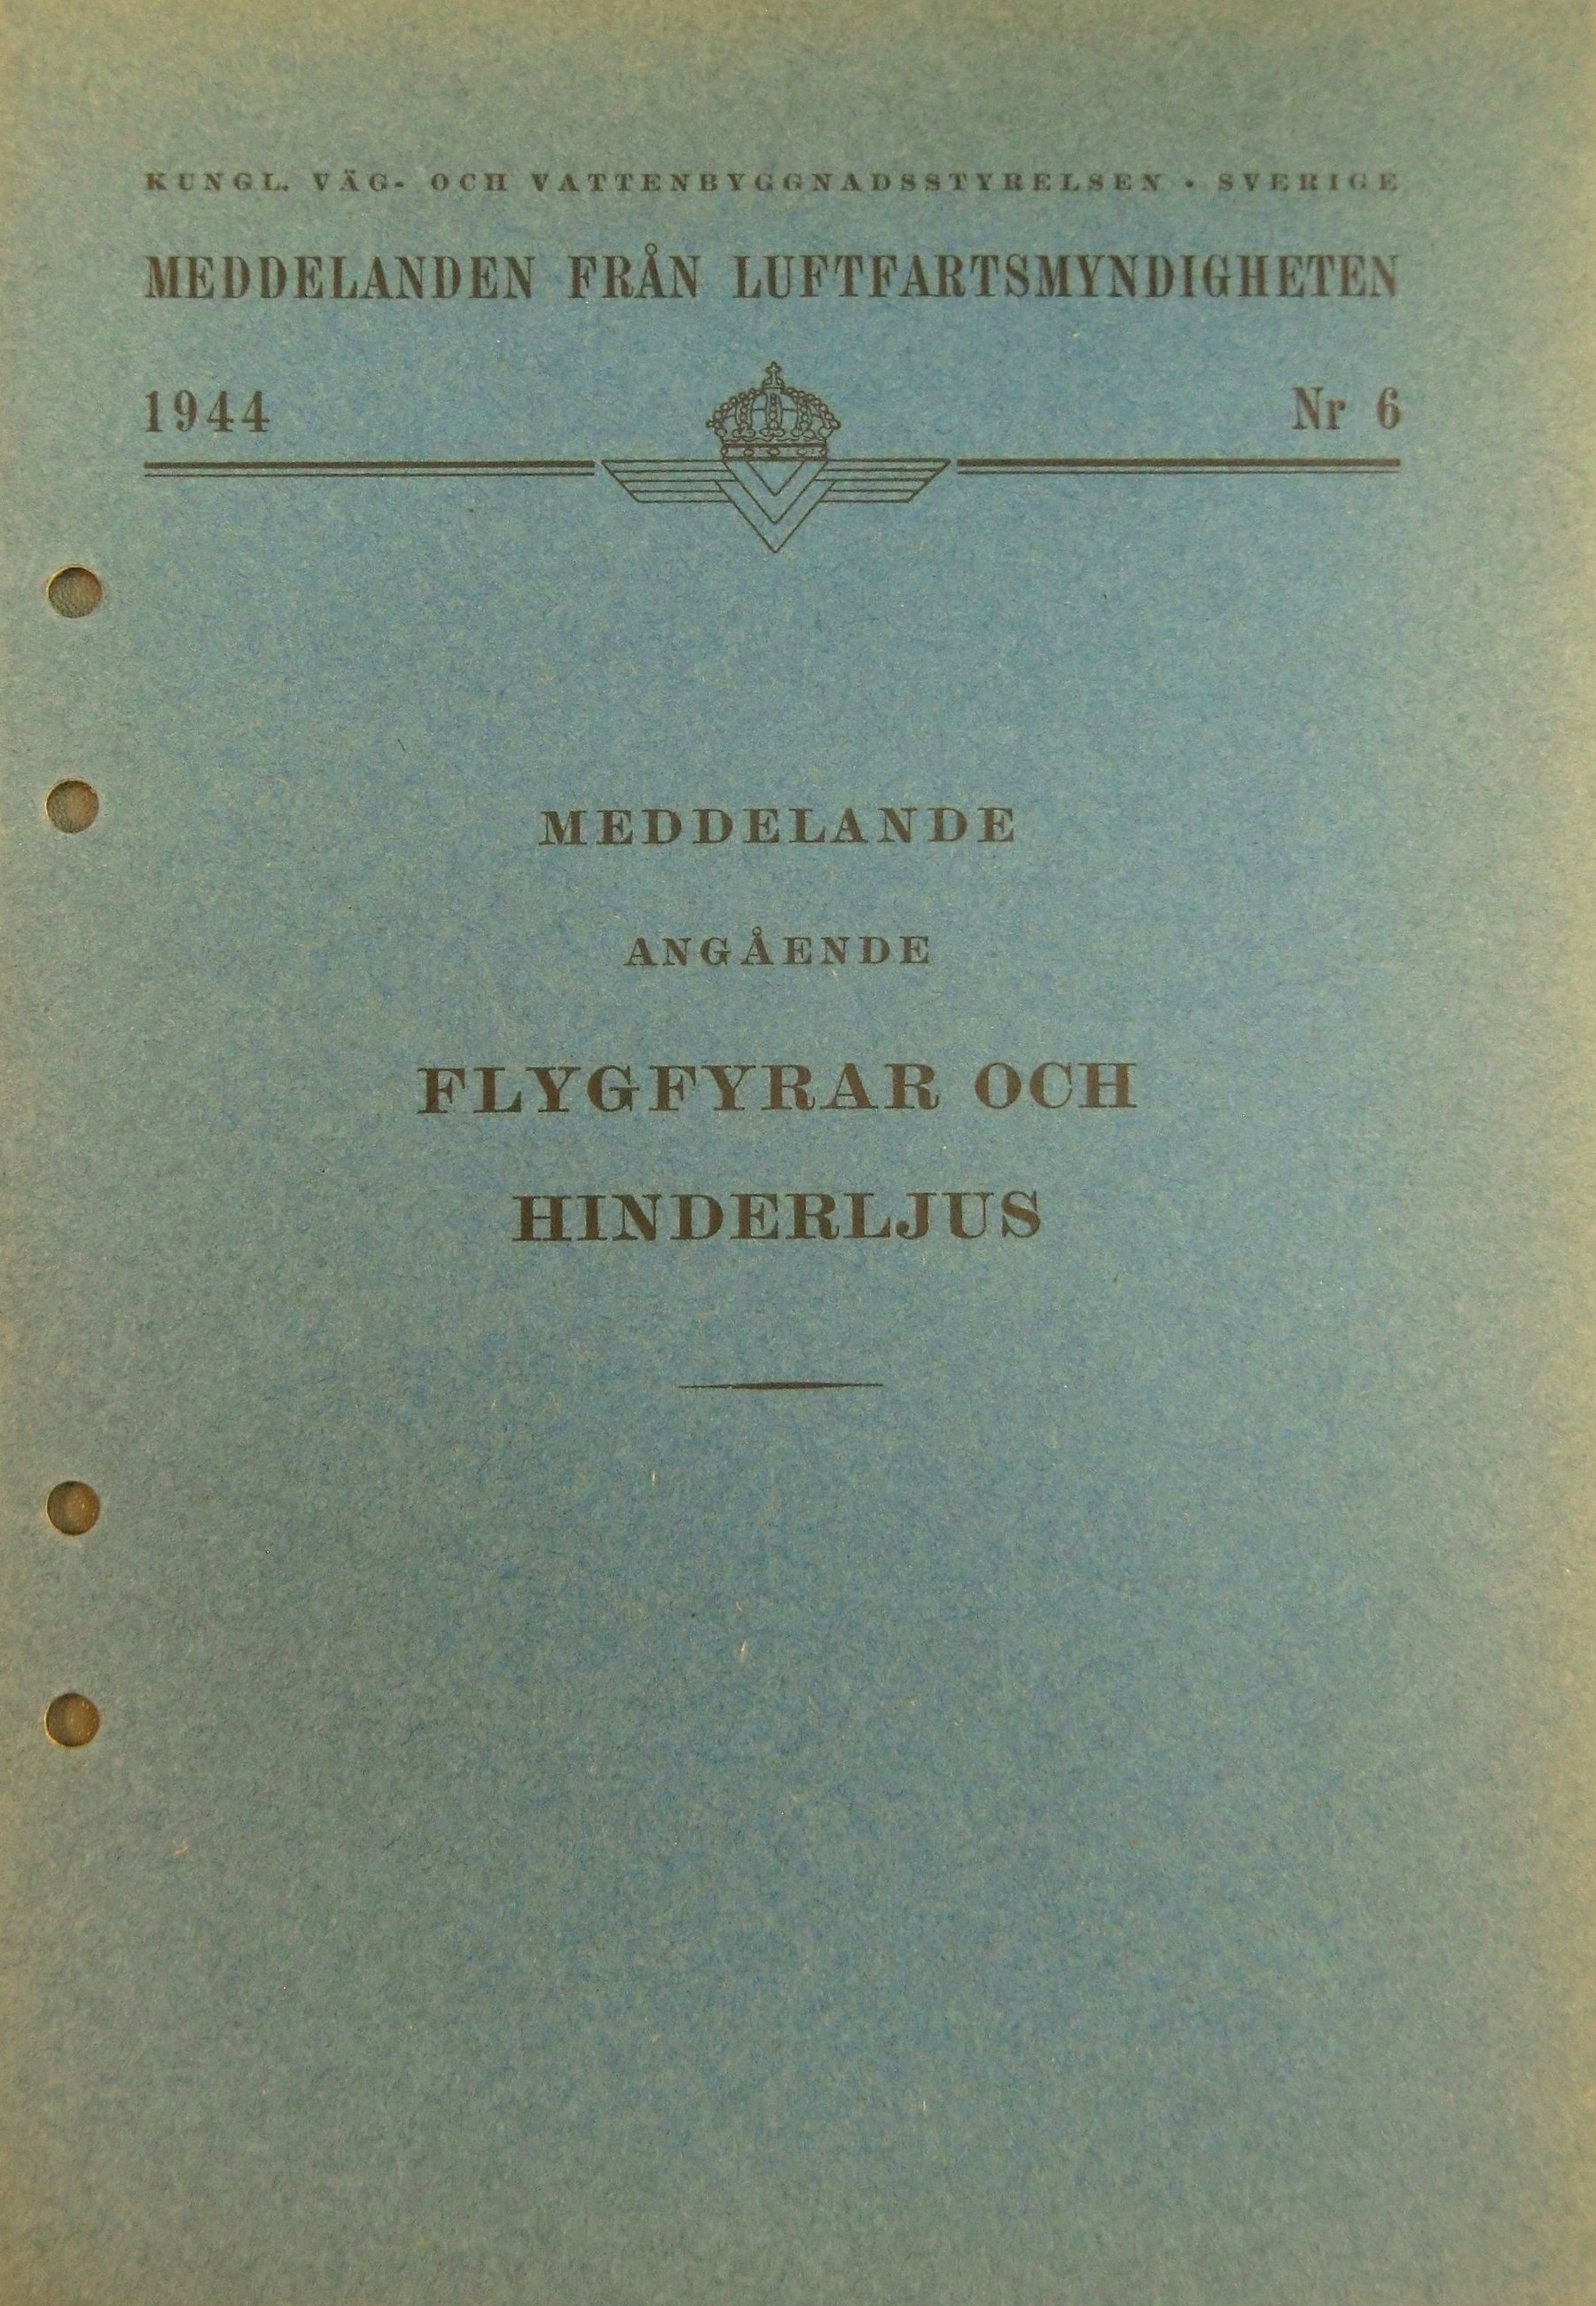 KUNGL. VÄG- OCH VATTENBYGGNADSSTYRELSEN · SVERIGE
MEDDELANDEN FRÅN LUFTFARTSMYNDIGHETEN
1944 Nr 6
MEDDELANDE
ANGÅENDE
FLYGFYRAR OCH
HINDERLJUS